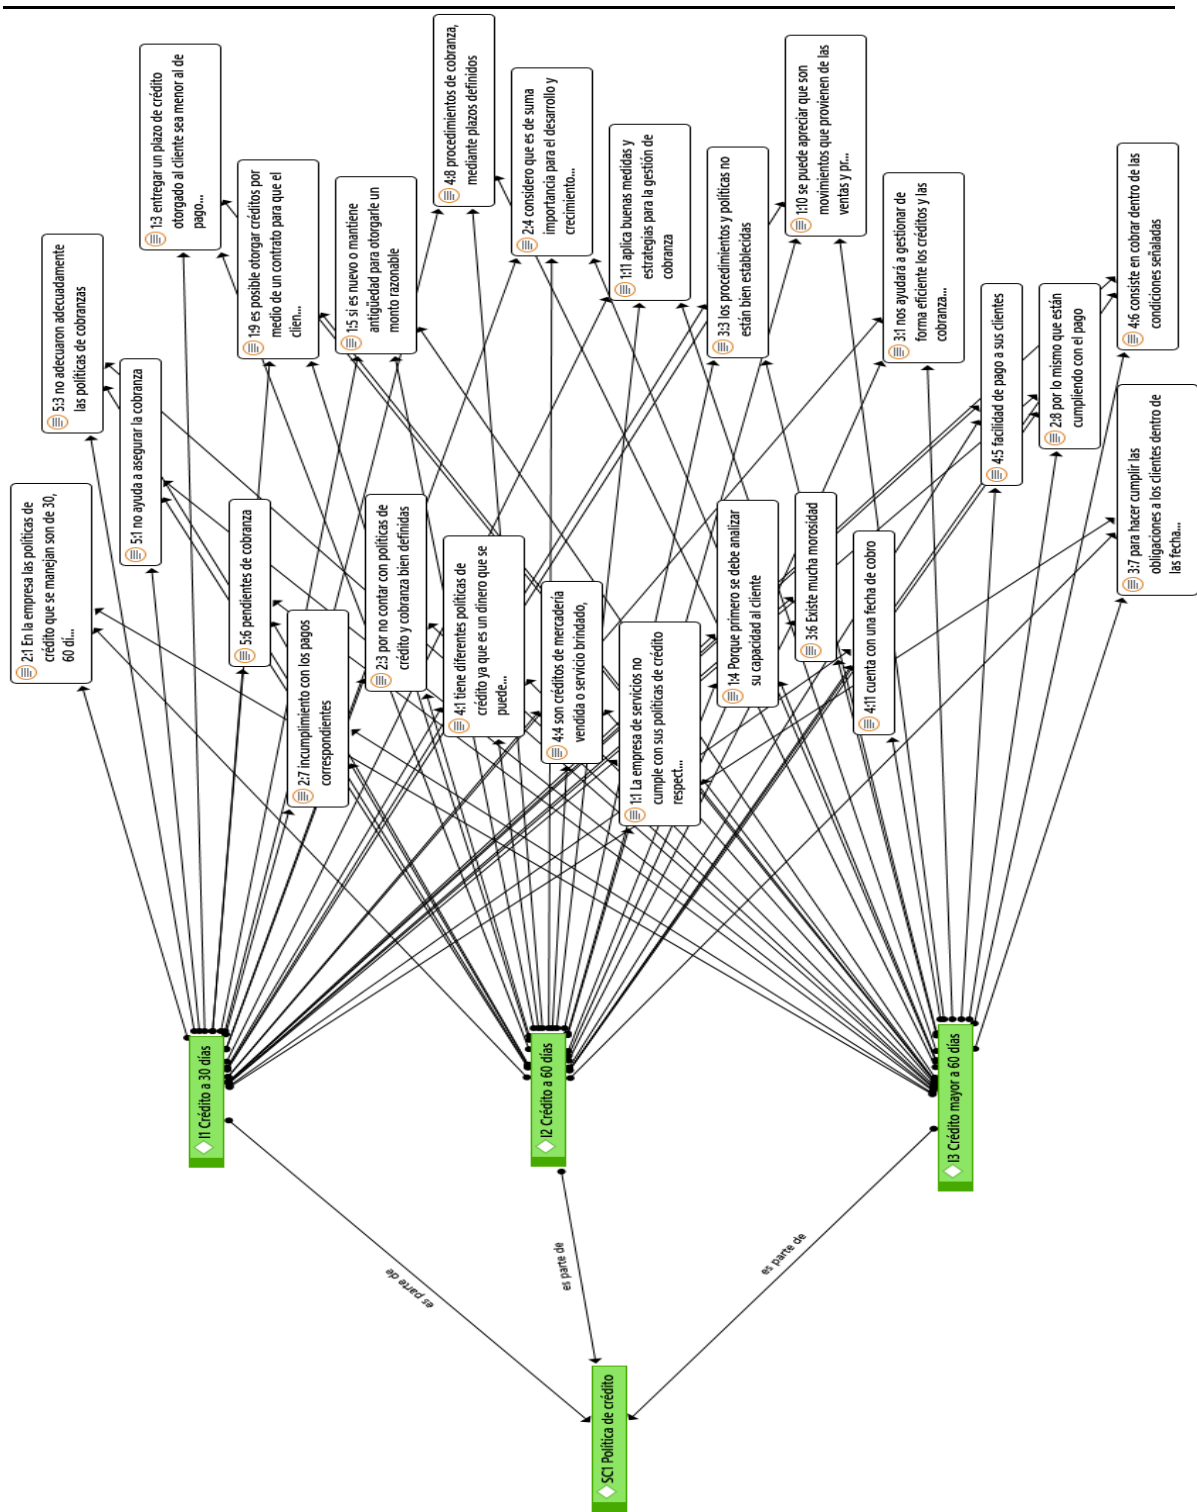 2:1 En la empresa las políticas de
crédito que se manejan son de 30,
60 dí...
5:3 no adecuaron adecuadamente
las políticas de cobranzas
5:1 no ayuda a asegurar la cobranza
1:3 entregar un plazo de crédito
otorgado al cliente sea menor al de
pago...
5:6 pendientes de cobranza
1:9 es posible otorgar créditos por
medio de un contrato para que el
clien...
2:7 incumplimiento con los pagos
correspondientes
1:5 si es nuevo o mantiene
antigüedad para otorgarle un
monto razonable
2:3 por no contar con políticas de
crédito y cobranza bien definidas
4:8 procedimientos de cobranza,
mediante plazos definidos
4:1 tiene diferentes políticas de
crédito ya que es un dinero que se
puede...
2:4 considero que es de suma
importancia para el desarrollo y
crecimiento...
4:4 son créditos de mercadería
vendida o servicio brindado,
1:11 aplica buenas medidas y
estrategias para la gestión de
cobranza
1:1 La empresa de servicios no
cumple con sus políticas de crédito
respect...
3:3 los procedimientos y políticas no
están bien establecidas
1:4 Porque primero se debe analizar
su capacidad al cliente
1:10 se puede apreciar que son
movimientos que provienen de las
ventas y pr...
3:6 Existe mucha morosidad
3:1 nos ayudará a gestionar de
forma eficiente los créditos y las
cobranza...
4:11 cuenta con una fecha de cobro
4:5 facilidad de pago a sus clientes
2:8 por lo mismo que están
cumpliendo con el pago
4:6 consiste en cobrar dentro de las
condiciones señaladas
3:7 para hacer cumplir las
obligaciones a los clientes dentro de
las fecha...
I1 Crédito a 30 días
I2 Crédito a 60 días
I3 Crédito mayor a 60 días
es parte de
es parte de
es parte de
SC1 Política de crédito